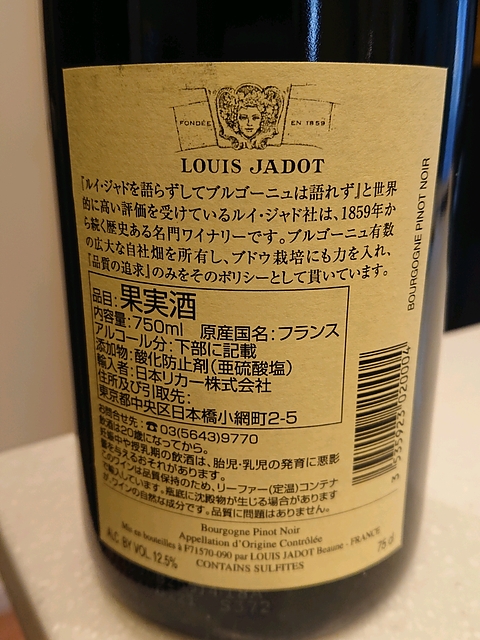 FONDÉE EN 1859
LOUIS JADOT
『ルイ・ジャドを語らずしてブルゴーニュは語れず』と世界
的に高い評価を受けているルイ・ジャド社は、1859年か
ら続く歴史ある名門ワイナリーです。ブルゴーニュ有数
の広大な自社畑を所有し、ブドウ栽培にも力を入れ、
『品質の追求』のみをそのポリシーとして貫いています。
品目:果実酒
内容量:750ml 原産国名:フランス
アルコール分:下部に記載
添加物:酸化防止剤(亜硫酸塩)
輸入者:日本リカー株式会社
住所及び引取先:
東京都中央区日本橋小網町2-5
お問合せ先:☎03(5643)9770
飲酒は20歳になってから。
妊娠中や授乳期の飲酒は、胎児・乳児の発育に悪影
響を与えるおそれがあります。
このワインは品質保持のため、リーファー(定温)コンテナ
で輸入しています。瓶底に沈殿物が生じる場合があります
が、ワインの自然な成分です。品質に問題はありません。
Bourgogne Pinot Noir
Appellation d'Origine Contrôlée
Mis en bouteilles à F71570-090 par LOUIS JADOT Beaune - FRANCE
CONTAINS SULFITES
ALC. BY VOL 12.5%
75 cl
BOURGOGNE PINOT NOIR
3 535923 020004